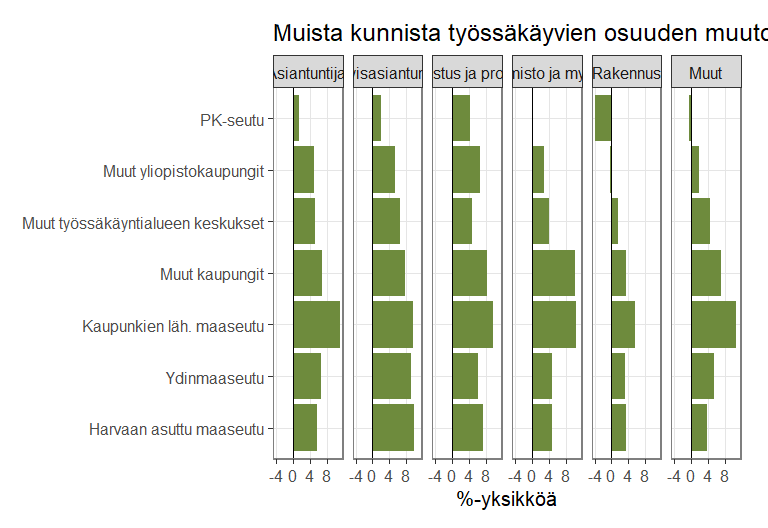 Muista kunnista työssäkäyvien osuuden muuto
Asiantuntija
visasiantun
stus ja pro
misto ja my
Rakennus
Muut
PK-seutu
Muut yliopistokaupungit
Muut työssäkäyntialueen keskukset
Muut kaupungit
Kaupunkien läh. maaseutu
Ydinmaaseutu
Harvaan asuttu maaseutu
-4 0 4 8 -4 0 4 8 -4 0 4 8 -4 0 4 8 -4 0 4 8 -4 0 4 8
%-yksikköä